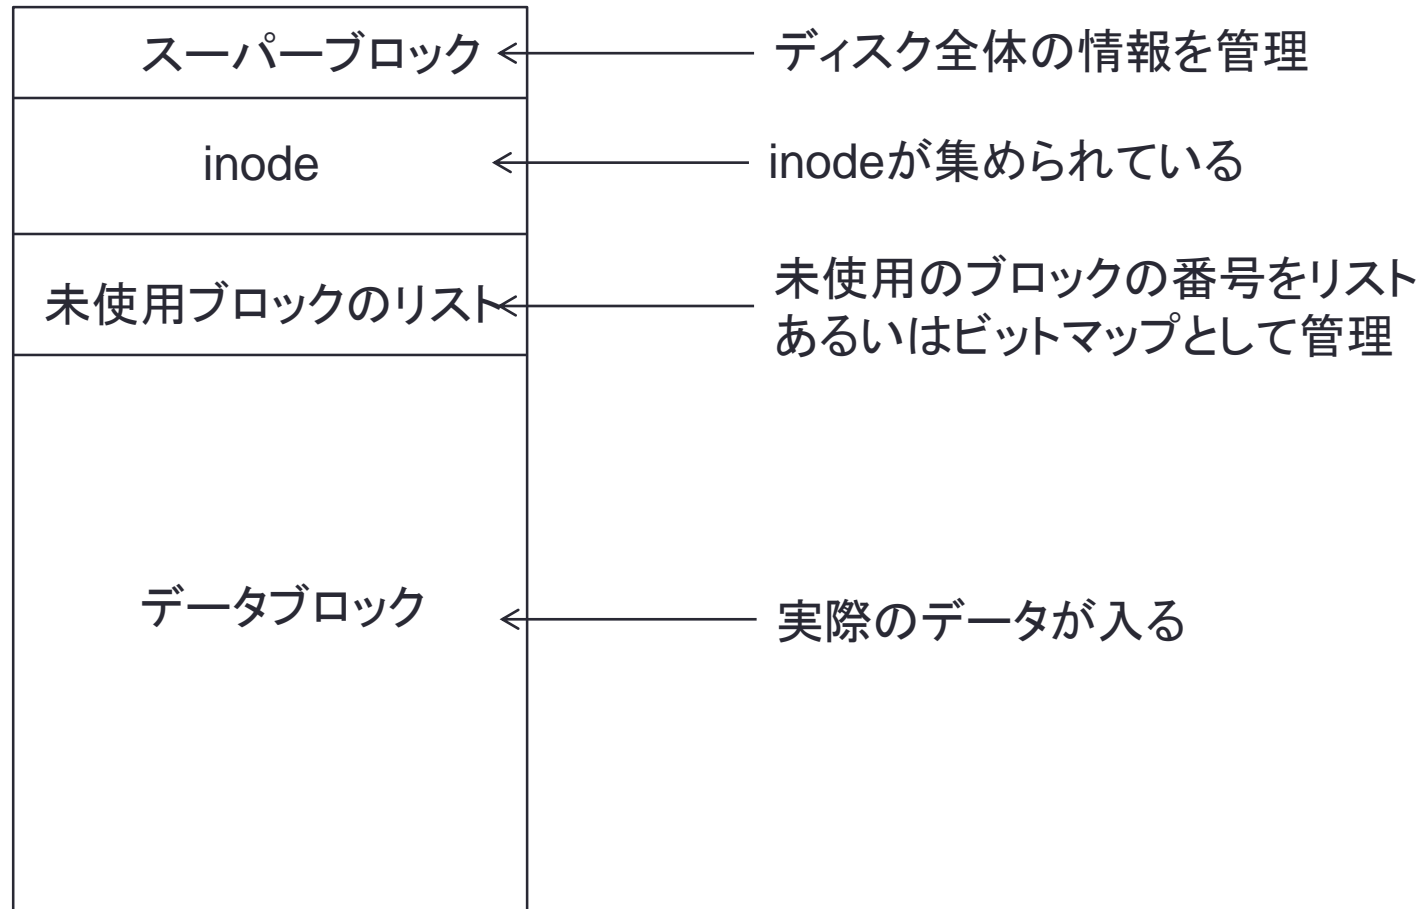 スーパーブロック
ディスク全体の情報を管理
inode
inodeが集められている
未使用ブロックのリスト
未使用のブロックの番号をリスト
あるいはビットマップとして管理
データブロック
実際のデータが入る